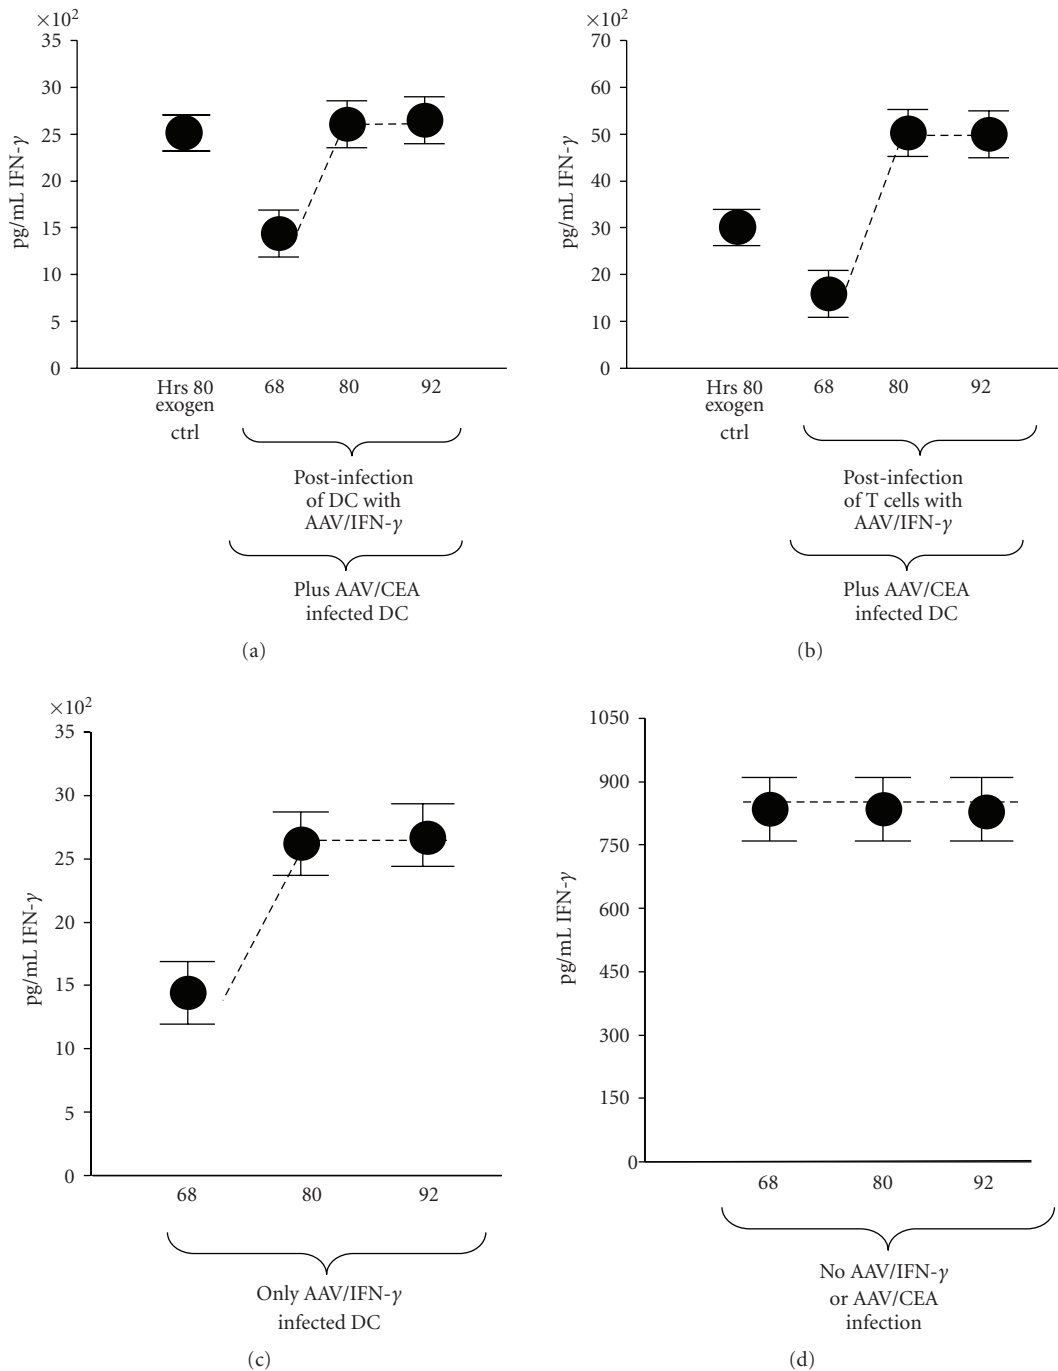 ×10²
35
30
25
20
15
10
5
0
pg/mL IFN-γ
Hrs 80
exogen
ctrl
68
80
92
Post-infection
of DC with
AAV/IFN-γ
Plus AAV/CEA
infected DC
(a)
×10²
70
60
50
40
30
20
10
0
pg/mL IFN-γ
Hrs 80
exogen
ctrl
68
80
92
Post-infection
of T cells with
AAV/IFN-γ
Plus AAV/CEA
infected DC
(b)
×10²
35
30
25
20
15
10
5
0
pg/mL IFN-γ
68
80
92
Only AAV/IFN-γ
infected DC
(c)
1050
900
750
600
450
300
150
0
pg/mL IFN-γ
68
80
92
No AAV/IFN-γ
or AAV/CEA
infection
(d)